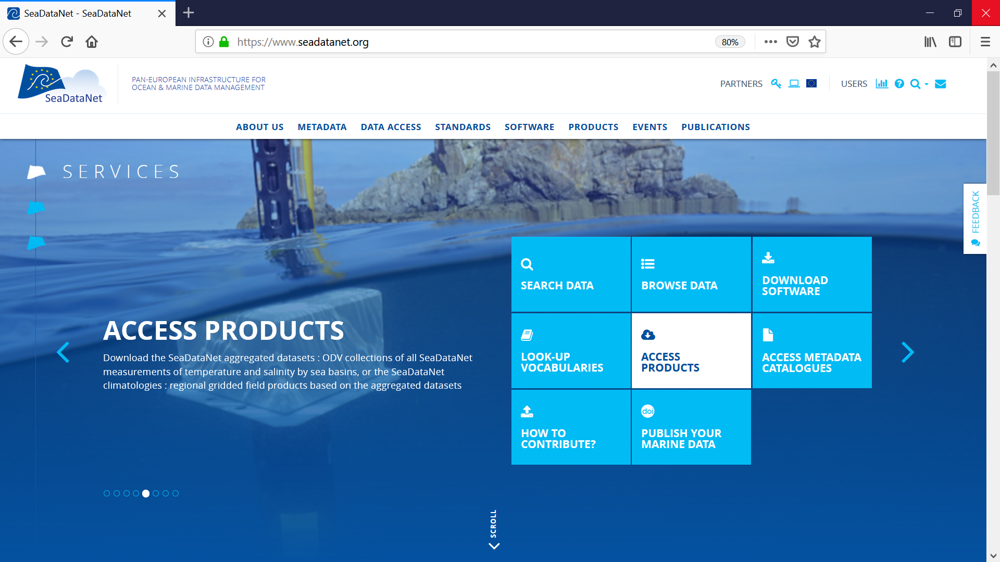 SeaDataNet - SeaDataNet
https://www.seadatanet.org
80%
SeaDataNet
PAN-EUROPEAN INFRASTRUCTURE FOR
OCEAN & MARINE DATA MANAGEMENT
PARTNERS
USERS
ABOUT US METADATA DATA ACCESS STANDARDS SOFTWARE PRODUCTS EVENTS PUBLICATIONS
SERVICES
FEEDBACK
SEARCH DATA
BROWSE DATA
DOWNLOAD
SOFTWARE
LOOK-UP
VOCABULARIES
ACCESS
PRODUCTS
ACCESS METADATA
CATALOGUES
HOW TO
CONTRIBUTE?
doi
PUBLISH YOUR
MARINE DATA
ACCESS PRODUCTS
Download the SeaDataNet aggregated datasets : ODV collections of all SeaDataNet
measurements of temperature and salinity by sea basins, or the SeaDataNet
climatologies : regional gridded field products based on the aggregated datasets
SCROLL